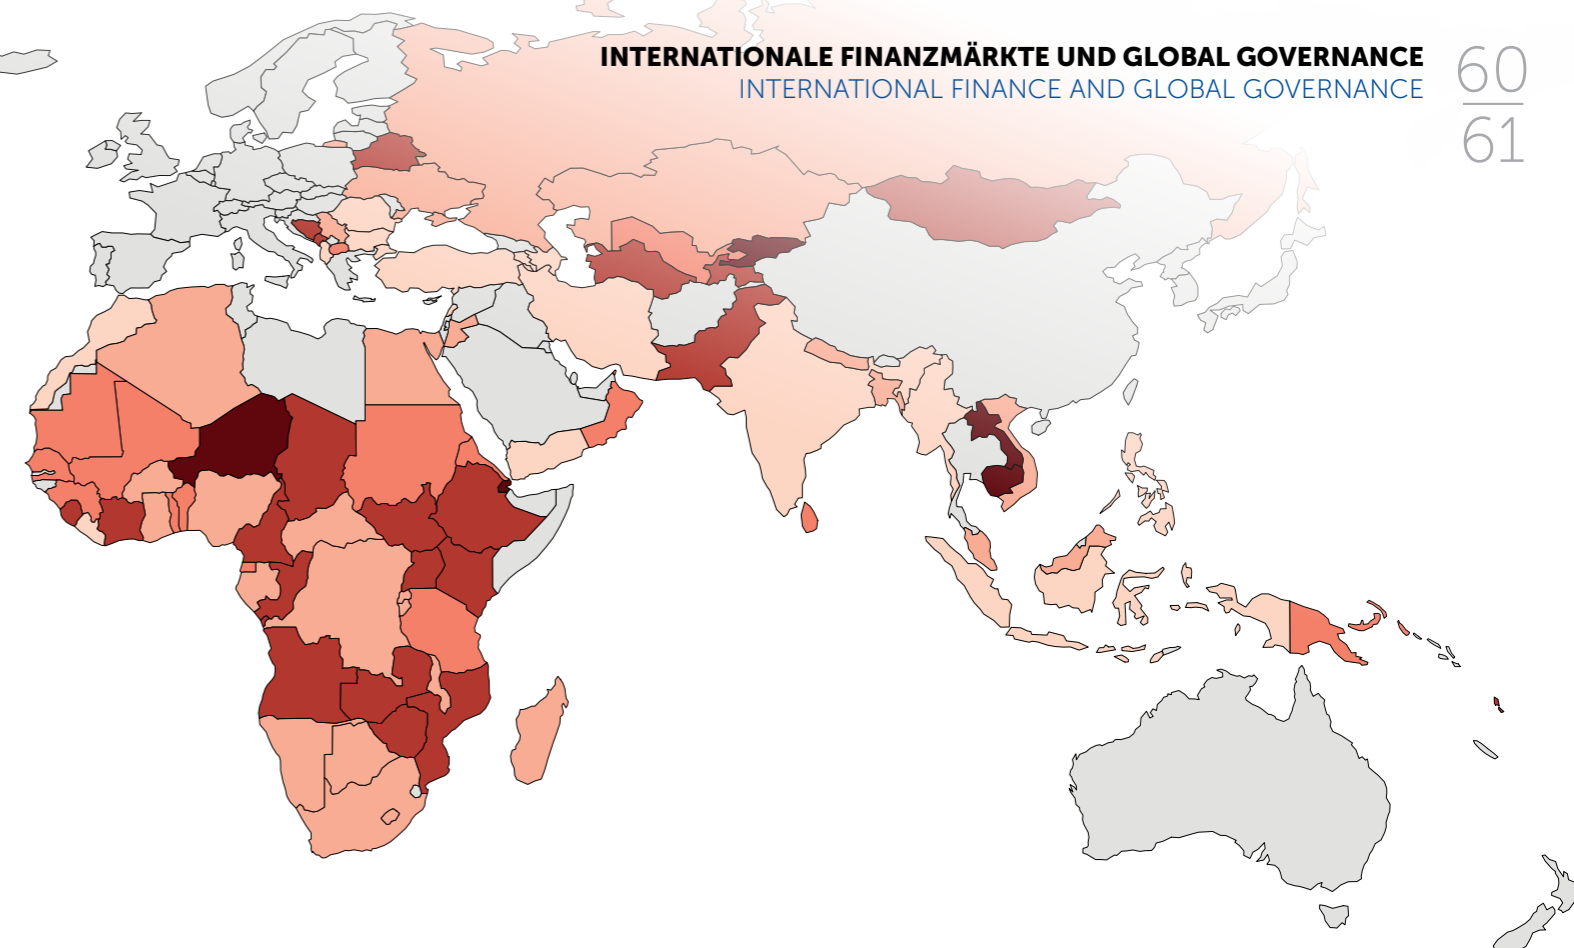 INTERNATIONALE FINANZMÄRKTE UND GLOBAL GOVERNANCE
INTERNATIONAL FINANCE AND GLOBAL GOVERNANCE
60
61